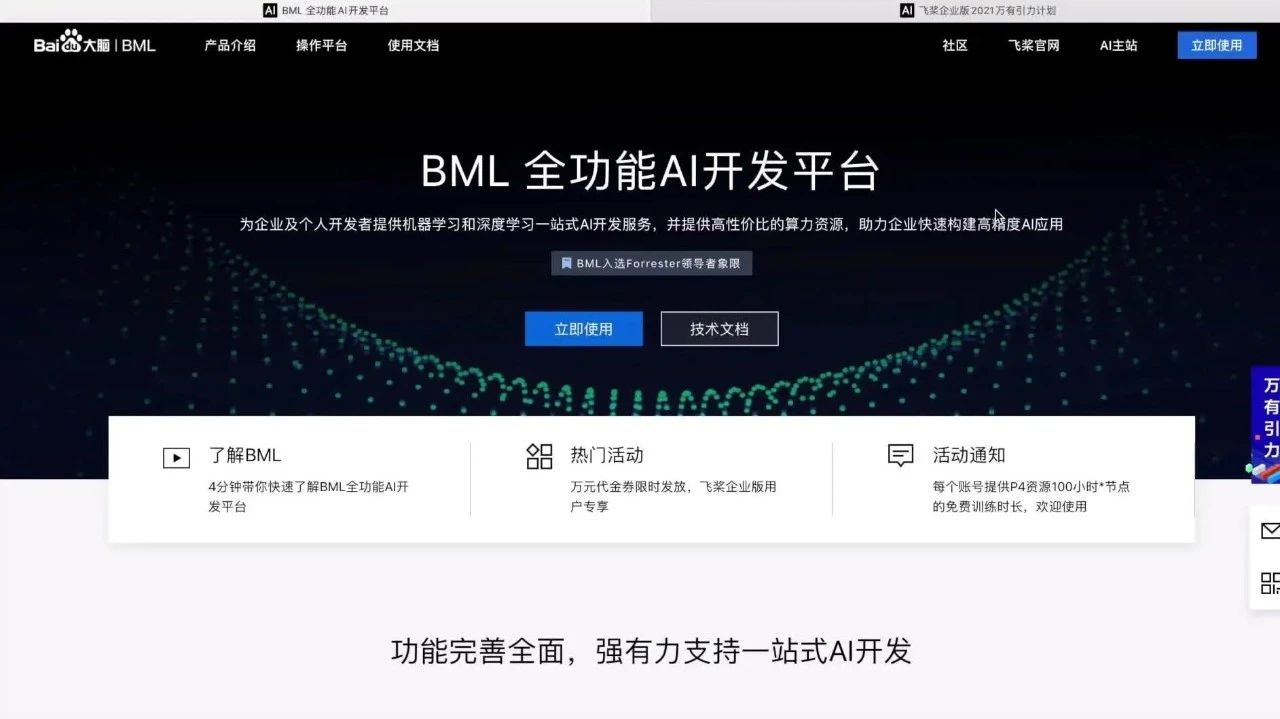 BML 全功能AI开发平台
飞桨企业版2021万有引力计划
Baidu大脑 | BML
产品介绍
操作平台
使用文档
社区
飞桨官网
AI主站
立即使用
BML 全功能AI开发平台
为企业及个人开发者提供机器学习和深度学习一站式AI开发服务，并提供高性价比的算力资源，助力企业快速构建高精度AI应用
BML入选Forrester领导者象限
立即使用
技术文档
万有引力
了解BML
4分钟带你快速了解BML全功能AI开
发平台
热门活动
万元代金券限时发放，飞桨企业版用
户专享
活动通知
每个账号提供P4资源100小时*节点
的免费训练时长，欢迎使用
功能完善全面，强有力支持一站式AI开发